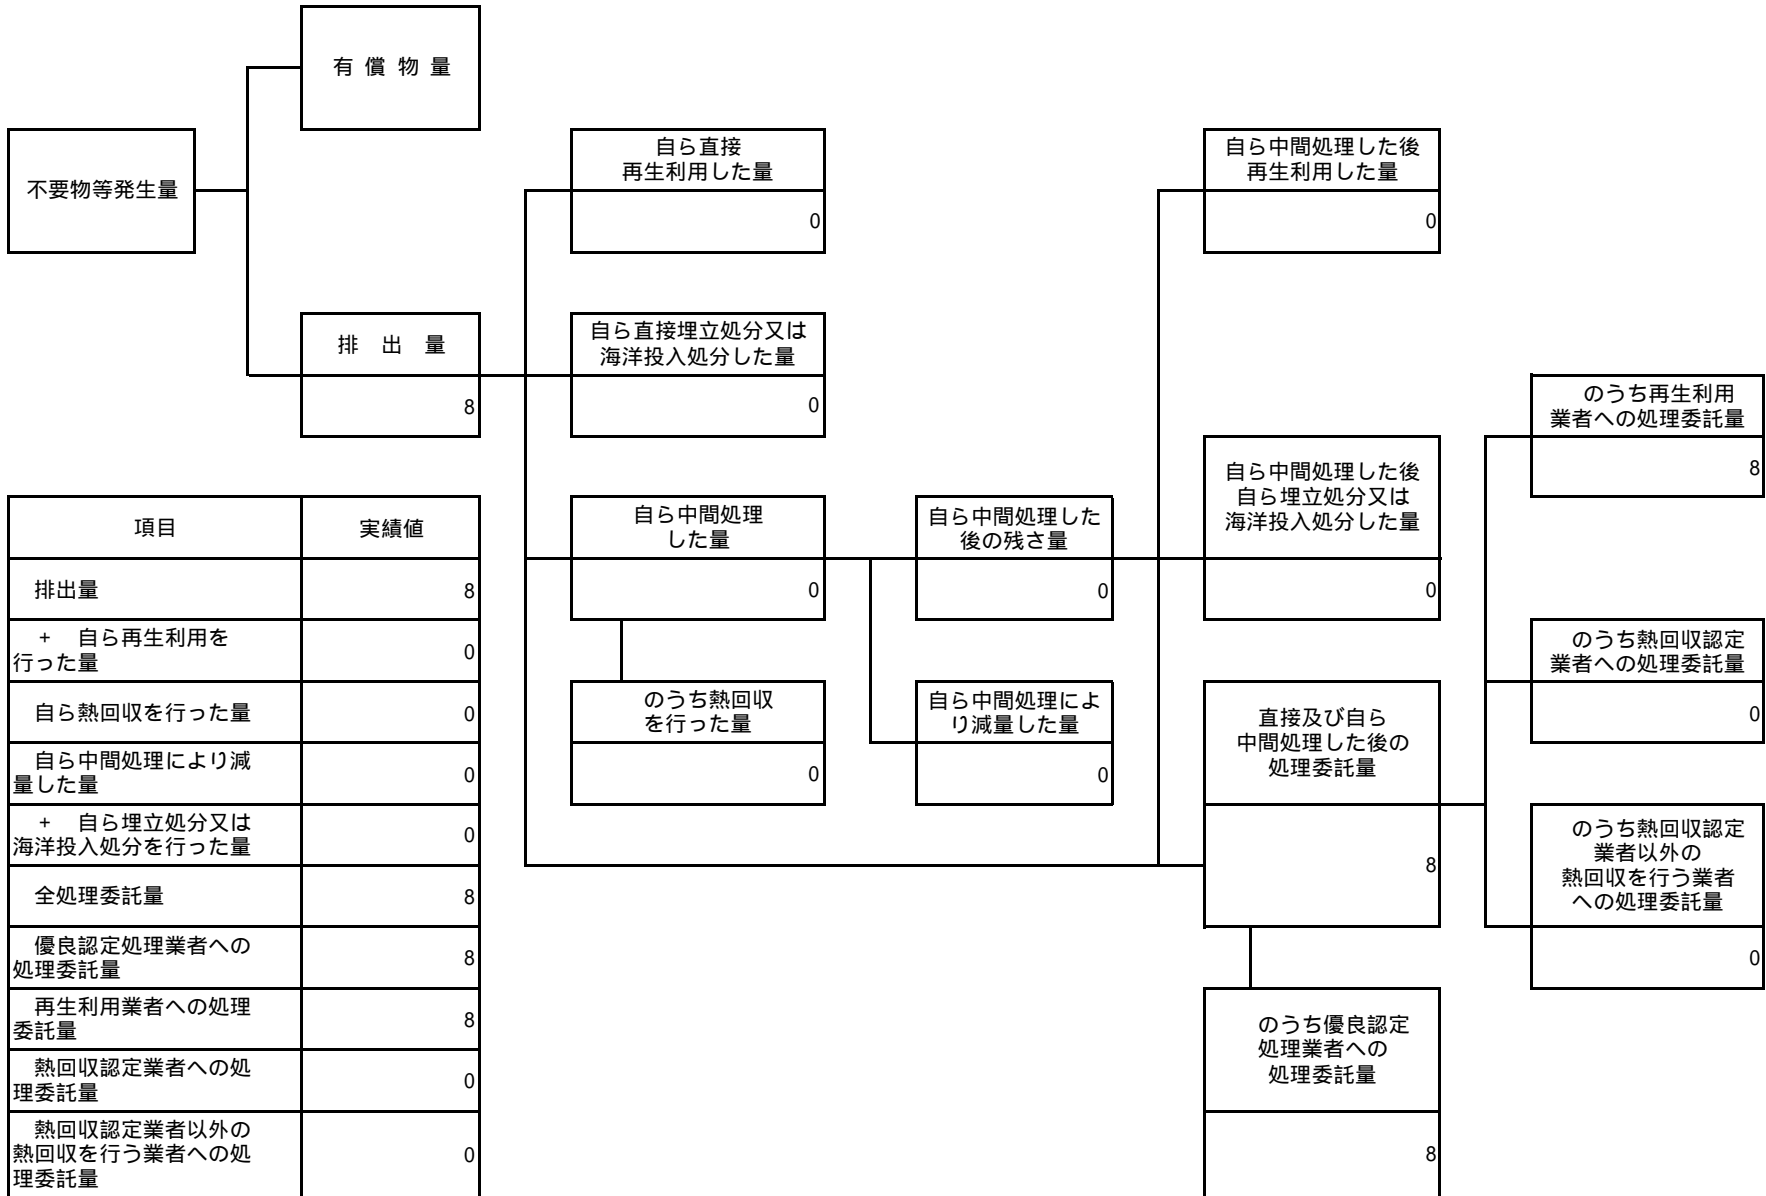 有償物量
不要物等発生量
自ら直接
再生利用した量
0
自ら中間処理した後
再生利用した量
0
排出量
8
自ら直接埋立処分又は
海洋投入処分した量
0
のうち再生利用
業者への処理委託量
8
自ら中間処理
した量
0
自ら中間処理した
後の残さ量
0
自ら中間処理した後
自ら埋立処分又は
海洋投入処分した量
0
のうち熱回収認定
業者への処理委託量
0
のうち熱回収
を行った量
0
自ら中間処理によ
り減量した量
0
直接及び自ら
中間処理した後の
処理委託量
8
のうち熱回収認定
業者以外の
熱回収を行う業者
への処理委託量
0
のうち優良認定
処理業者への
処理委託量
8
項目 実績値
排出量 8
+ 自ら再生利用を
行った量 0
自ら熱回収を行った量 0
自ら中間処理により減
量した量 0
+ 自ら埋立処分又は
海洋投入処分を行った量 0
全処理委託量 8
優良認定処理業者への
処理委託量 8
再生利用業者への処理
委託量 8
熱回収認定業者への処
理委託量 0
熱回収認定業者以外の
熱回収を行う業者への処
理委託量 0